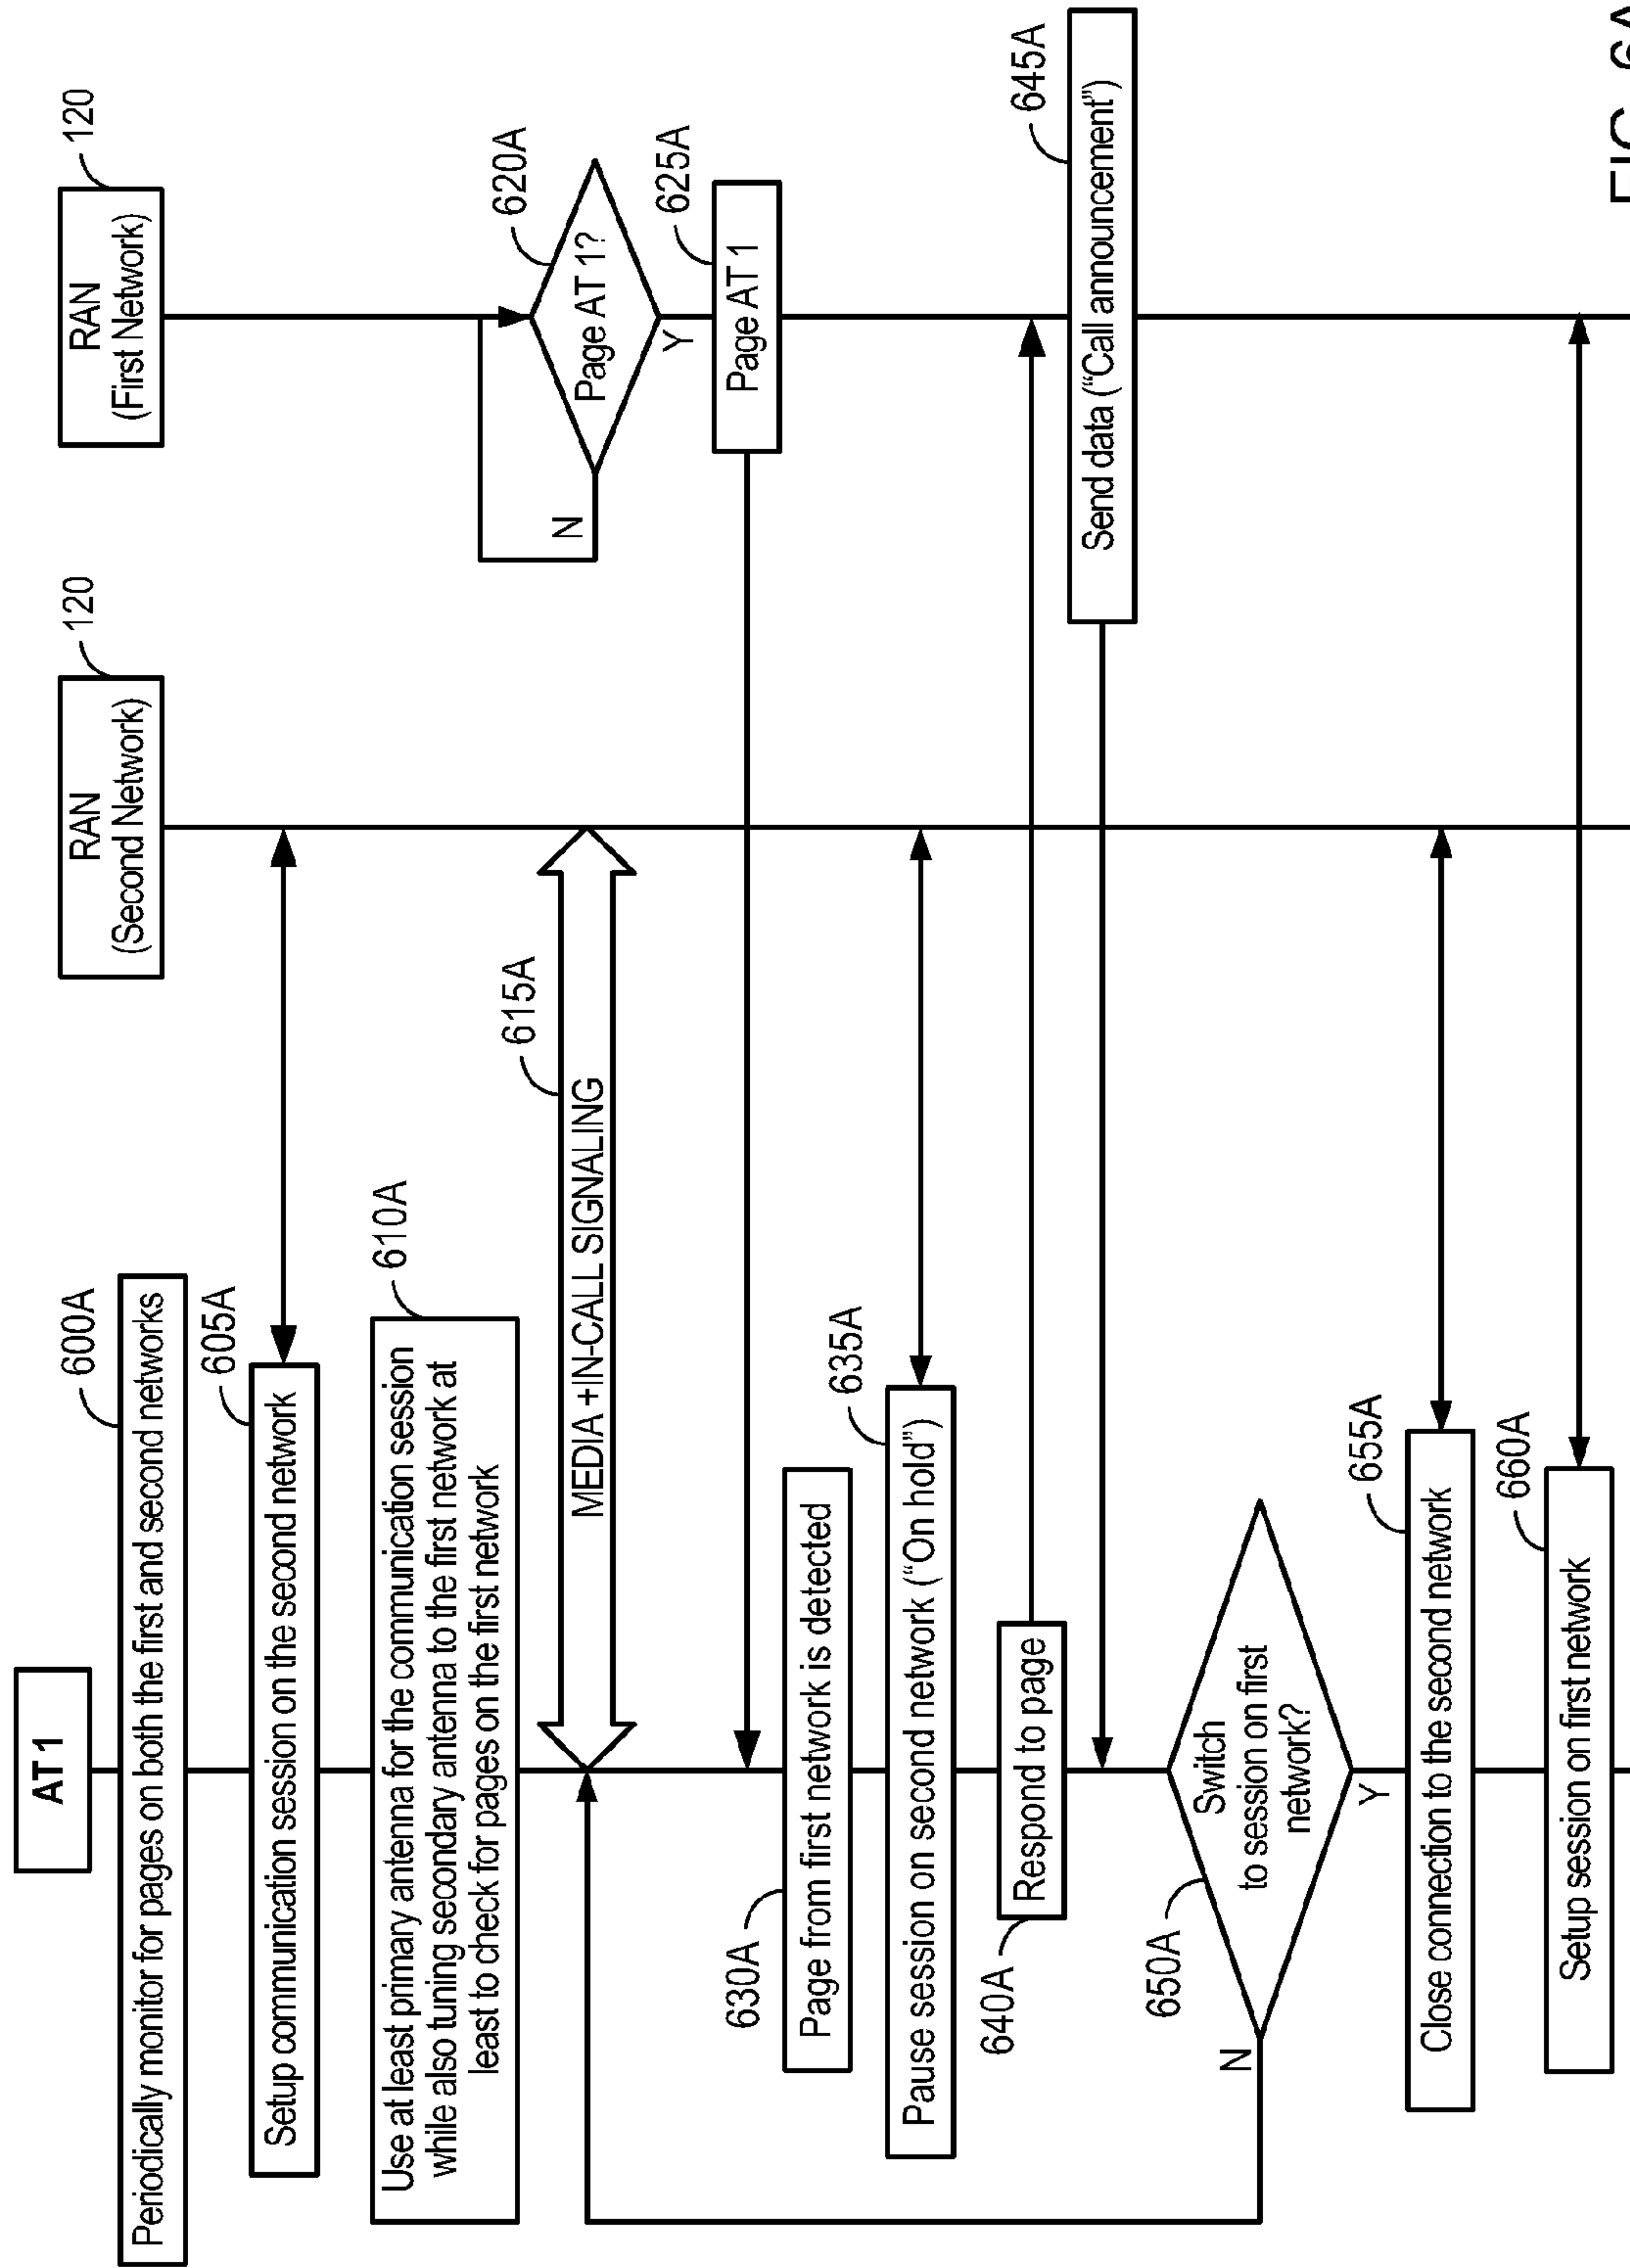 AT 1
RAN
(Second Network)
120
RAN
(First Network)
120
600A
Periodically monitor for pages on both the first and second networks
605A
Setup communication session on the second network
610A
Use at least primary antenna for the communication session
while also tuning secondary antenna to the first network at
least to check for pages on the first network
615A
MEDIA +IN-CALL SIGNALING
620A
Page AT 1?
N
Y
625A
Page AT 1
630A
Page from first network is detected
635A
Pause session on second network (“On hold”)
640A
Respond to page
645A
Send data (“Call announcement”)
650A
Switch
to session on first
network?
N
Y
655A
Close connection to the second network
660A
Setup session on first network